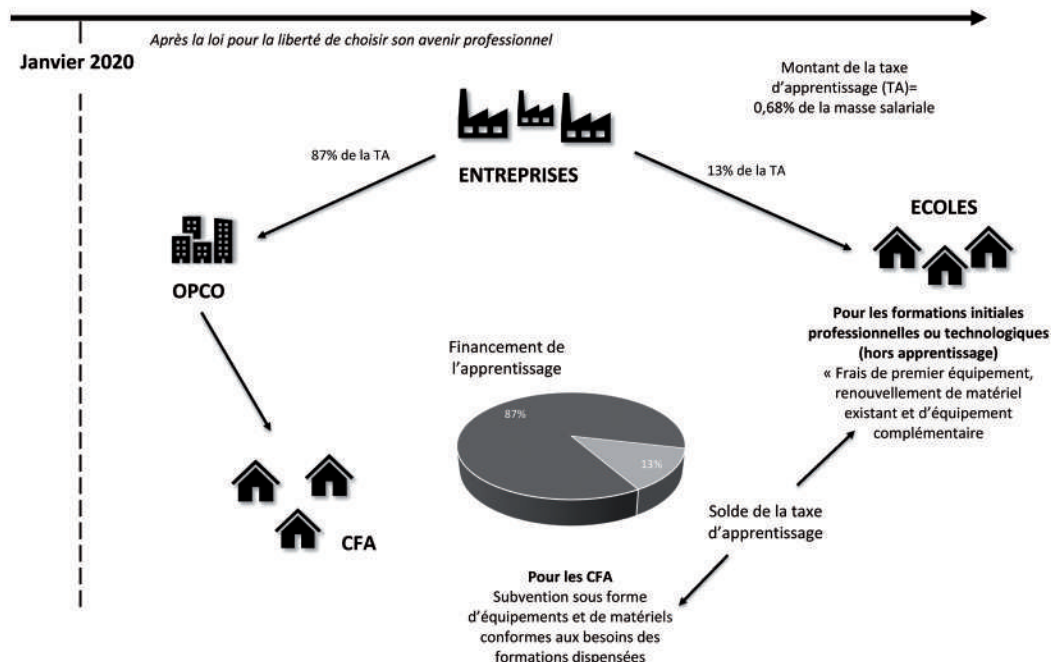 Après la loi pour la liberté de choisir son avenir professionnel
Janvier 2020
Montant de la taxe
d'apprentissage (TA)=
0,68% de la masse salariale
87% de la TA
ENTREPRISES
13% de la TA
ECOLES
OPCO
Pour les formations initiales
professionnelles ou technologiques
(hors apprentissage)
« Frais de premier équipement,
renouvellement de matériel
existant et d'équipement
complémentaire
Financement de
l'apprentissage
87%
13%
Solde de la taxe
d'apprentissage
CFA
Pour les CFA
Subvention sous forme
d'équipements et de matériels
conformes aux besoins des
formations dispensées